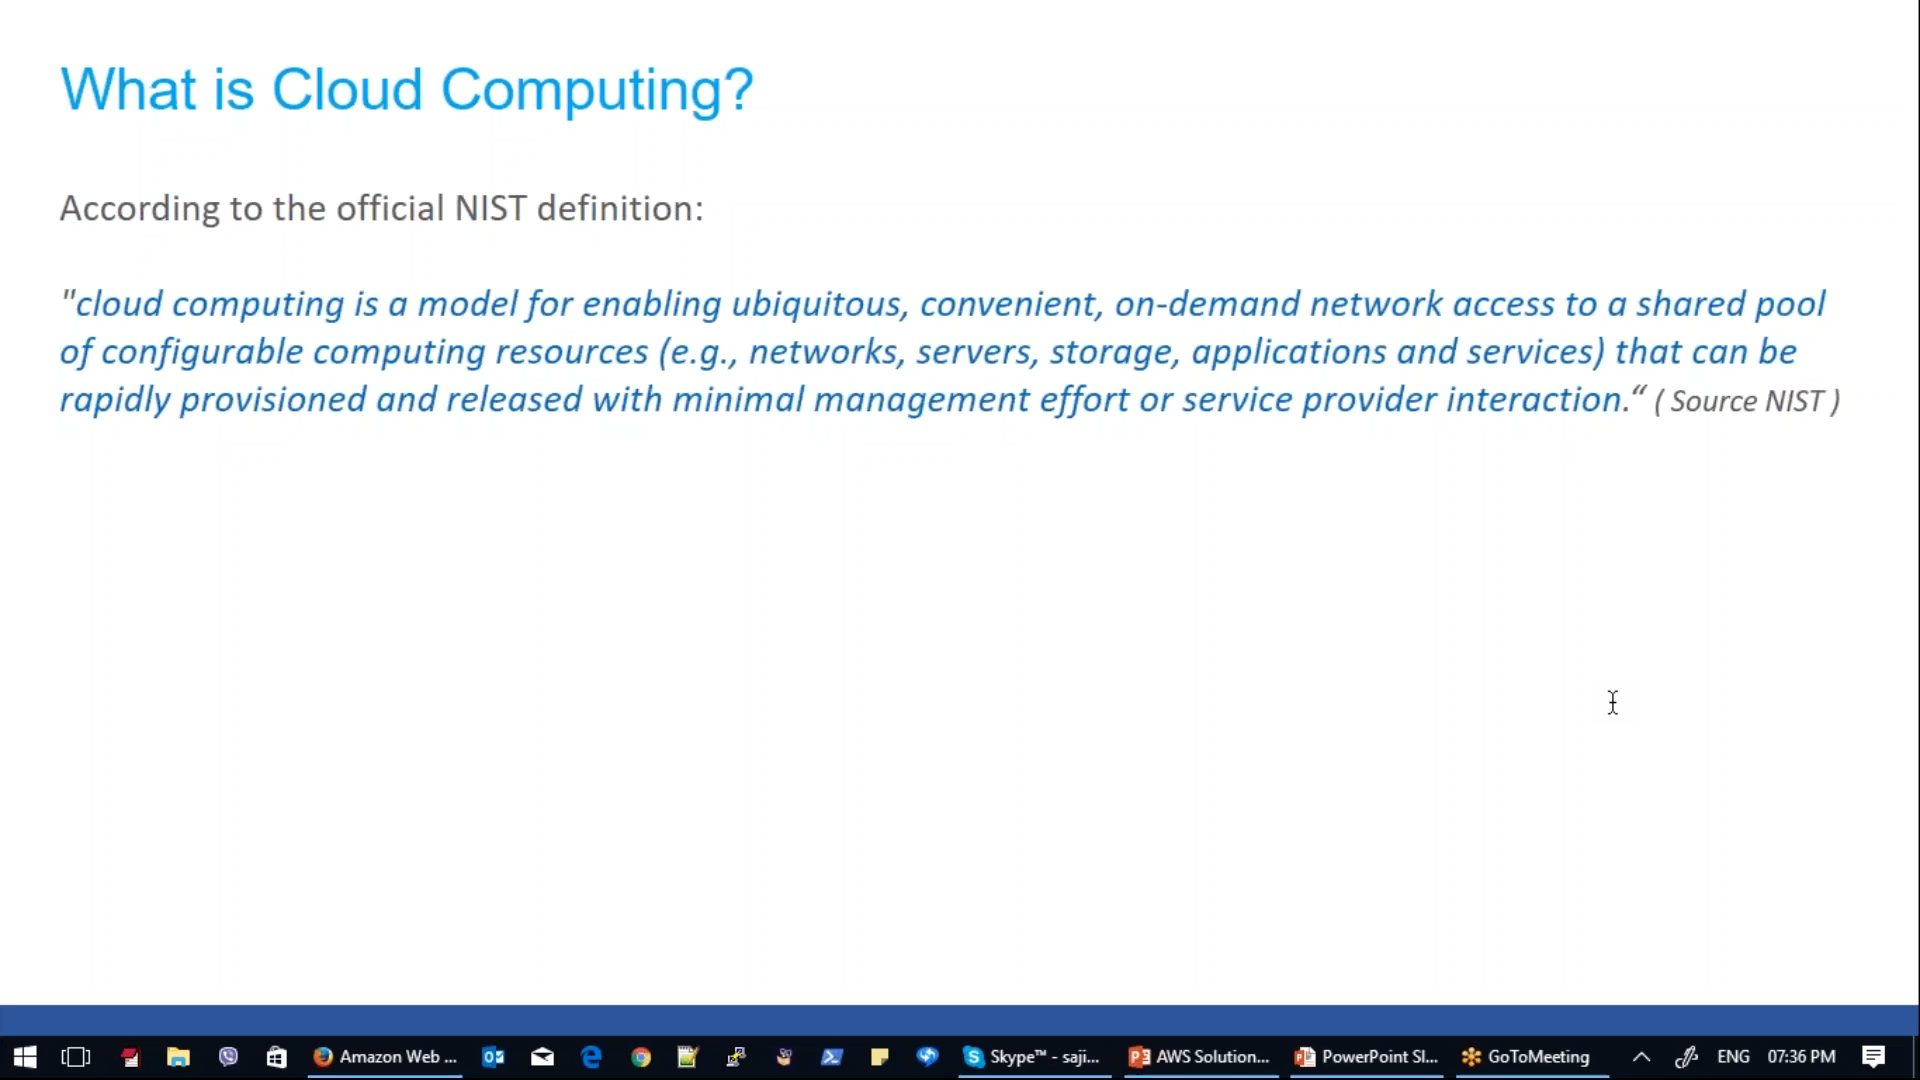 What is Cloud Computing?
According to the official NIST definition:
"cloud computing is a model for enabling ubiquitous, convenient, on-demand network access to a shared pool
of configurable computing resources (e.g., networks, servers, storage, applications and services) that can be
rapidly provisioned and released with minimal management effort or service provider interaction.“ ( Source NIST )
Amazon Web ... Skype™ - saji... AWS Solution... PowerPoint Sl... GoToMeeting ENG 07:36 PM